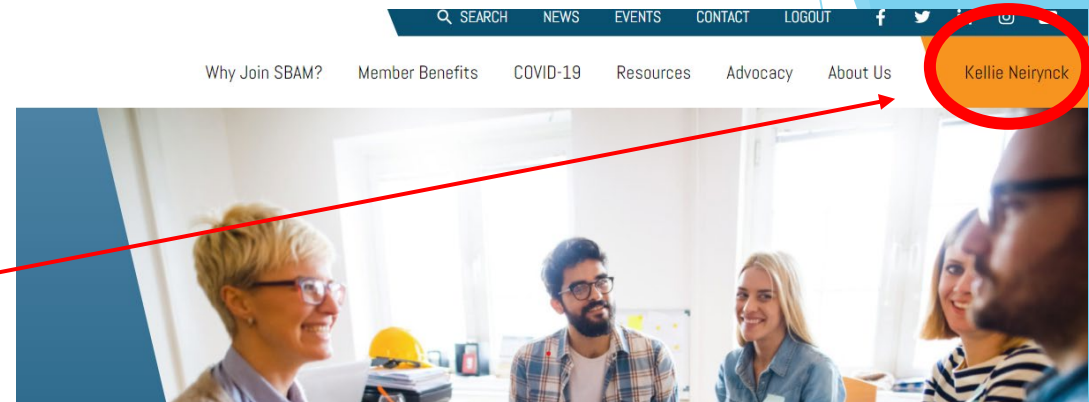 SEARCH NEWS EVENTS CONTACT LOGOUT
Why Join SBAM? Member Benefits COVID-19 Resources Advocacy About Us Kellie Neirynck